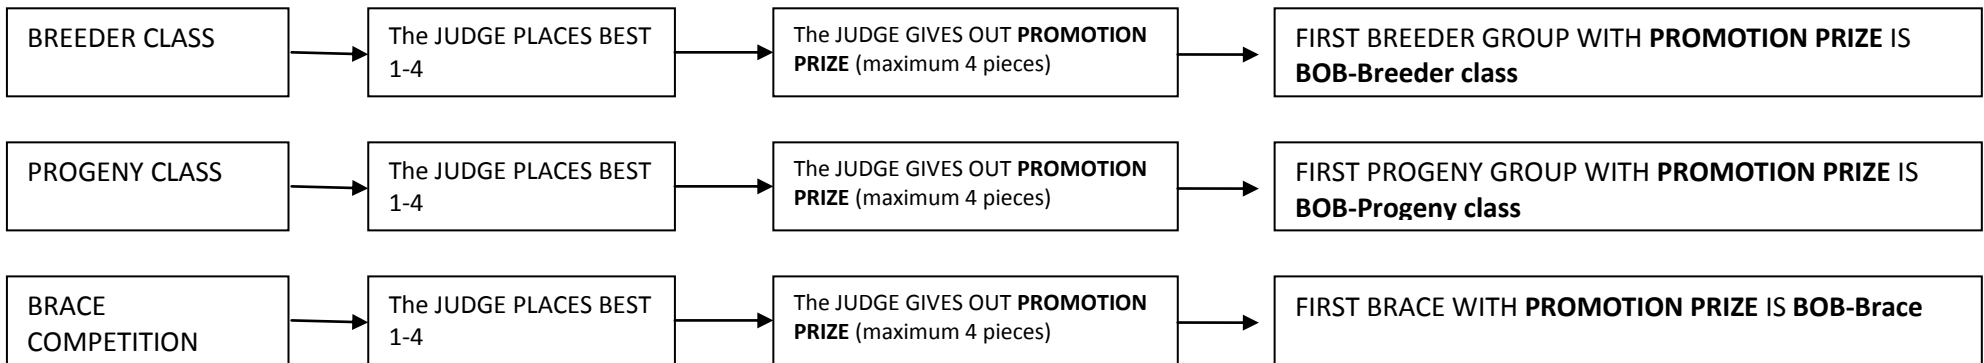 BREEDER CLASS
The JUDGE PLACES BEST
1-4
The JUDGE GIVES OUT PROMOTION
PRIZE (maximum 4 pieces)
FIRST BREEDER GROUP WITH PROMOTION PRIZE IS
BOB-Breeder class
PROGENY CLASS
The JUDGE PLACES BEST
1-4
The JUDGE GIVES OUT PROMOTION
PRIZE (maximum 4 pieces)
FIRST PROGENY GROUP WITH PROMOTION PRIZE IS
BOB-Progeny class
BRACE
COMPETITION
The JUDGE PLACES BEST
1-4
The JUDGE GIVES OUT PROMOTION
PRIZE (maximum 4 pieces)
FIRST BRACE WITH PROMOTION PRIZE IS BOB-Brace